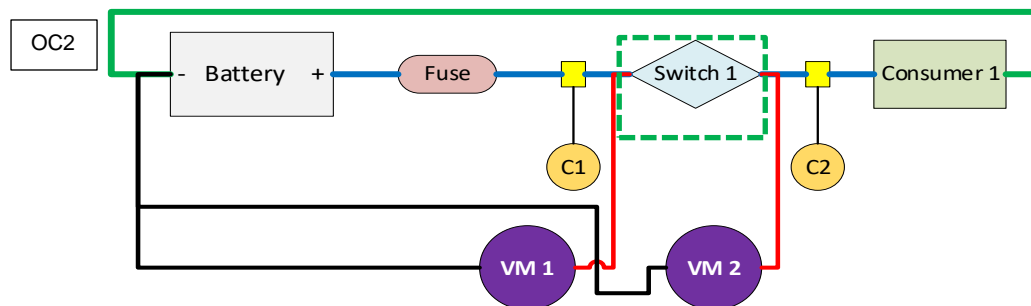 OC2
- Battery +
Fuse
Switch 1
Consumer 1
C1
C2
VM 1
VM 2